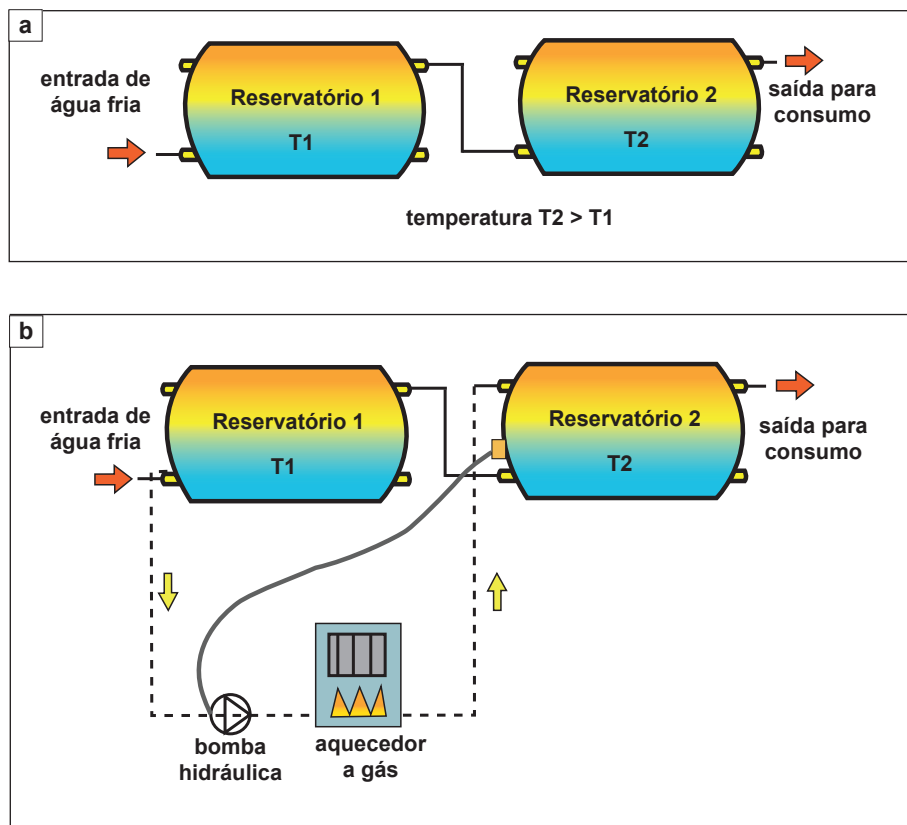 a
entrada de
água fria
Reservatório 1
T1
Reservatório 2
T2
saída para
consumo
temperatura T2 > T1
b
entrada de
água fria
Reservatório 1
T1
Reservatório 2
T2
saída para
consumo
bomba
hidráulica
aquecedor
a gás